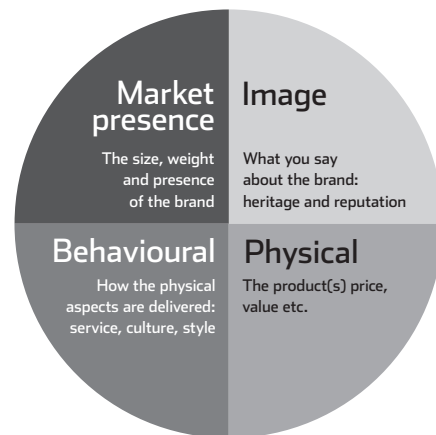 Market
presence
The size, weight
and presence
of the brand
Image
What you say
about the brand:
heritage and reputation
Behavioural
How the physical
aspects are delivered:
service, culture, style
Physical
The product(s) price,
value etc.